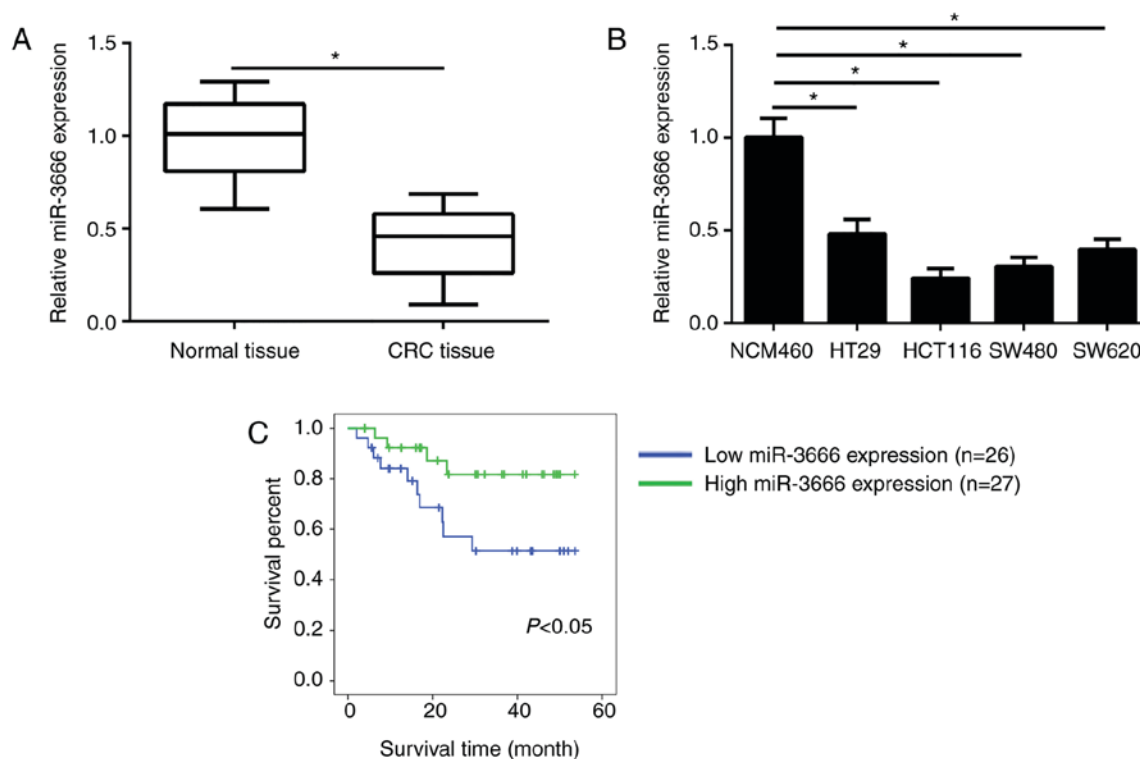 A
Relative miR-3666 expression
1.5
1.0
0.5
0.0
*
Normal tissue
CRC tissue
B
Relative miR-3666 expression
1.5
1.0
0.5
0.0
*
*
*
*
NCM460
HT29
HCT116
SW480
SW620
C
Survival percent
1.0
0.8
0.6
0.4
0.2
0.0
P<0.05
0
20
40
60
Survival time (month)
Low miR-3666 expression (n=26)
High miR-3666 expression (n=27)